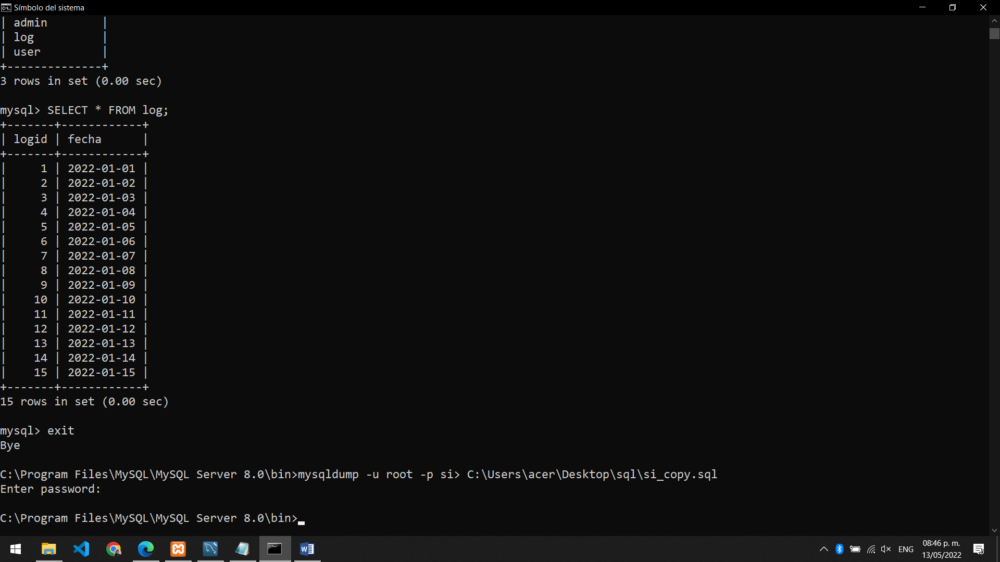 Símbolo del sistema
| admin        |
| log          |
| user         |
+--------------+
3 rows in set (0.00 sec)
mysql> SELECT * FROM log;
+-------+------------+
| logid | fecha      |
+-------+------------+
|     1 | 2022-01-01 |
|     2 | 2022-01-02 |
|     3 | 2022-01-03 |
|     4 | 2022-01-04 |
|     5 | 2022-01-05 |
|     6 | 2022-01-06 |
|     7 | 2022-01-07 |
|     8 | 2022-01-08 |
|     9 | 2022-01-09 |
|    10 | 2022-01-10 |
|    11 | 2022-01-11 |
|    12 | 2022-01-12 |
|    13 | 2022-01-13 |
|    14 | 2022-01-14 |
|    15 | 2022-01-15 |
+-------+------------+
15 rows in set (0.00 sec)
mysql> exit
Bye
C:\Program Files\MySQL\MySQL Server 8.0\bin>mysqldump -u root -p si> C:\Users\acer\Desktop\sql\si_copy.sql
Enter password:
C:\Program Files\MySQL\MySQL Server 8.0\bin>
ENG
08:46 p. m.
13/05/2022